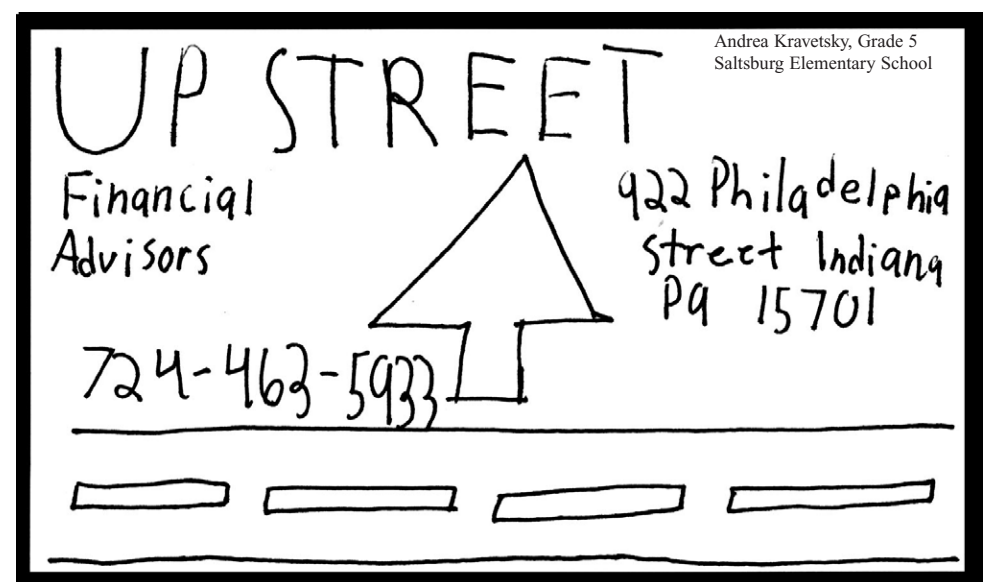 UP STREET
Andrea Kravetsky, Grade 5
Saltsburg Elementary School
Financial
Advisors
922 Philadelphia
street Indiana
Pa 15701
724-463-5933